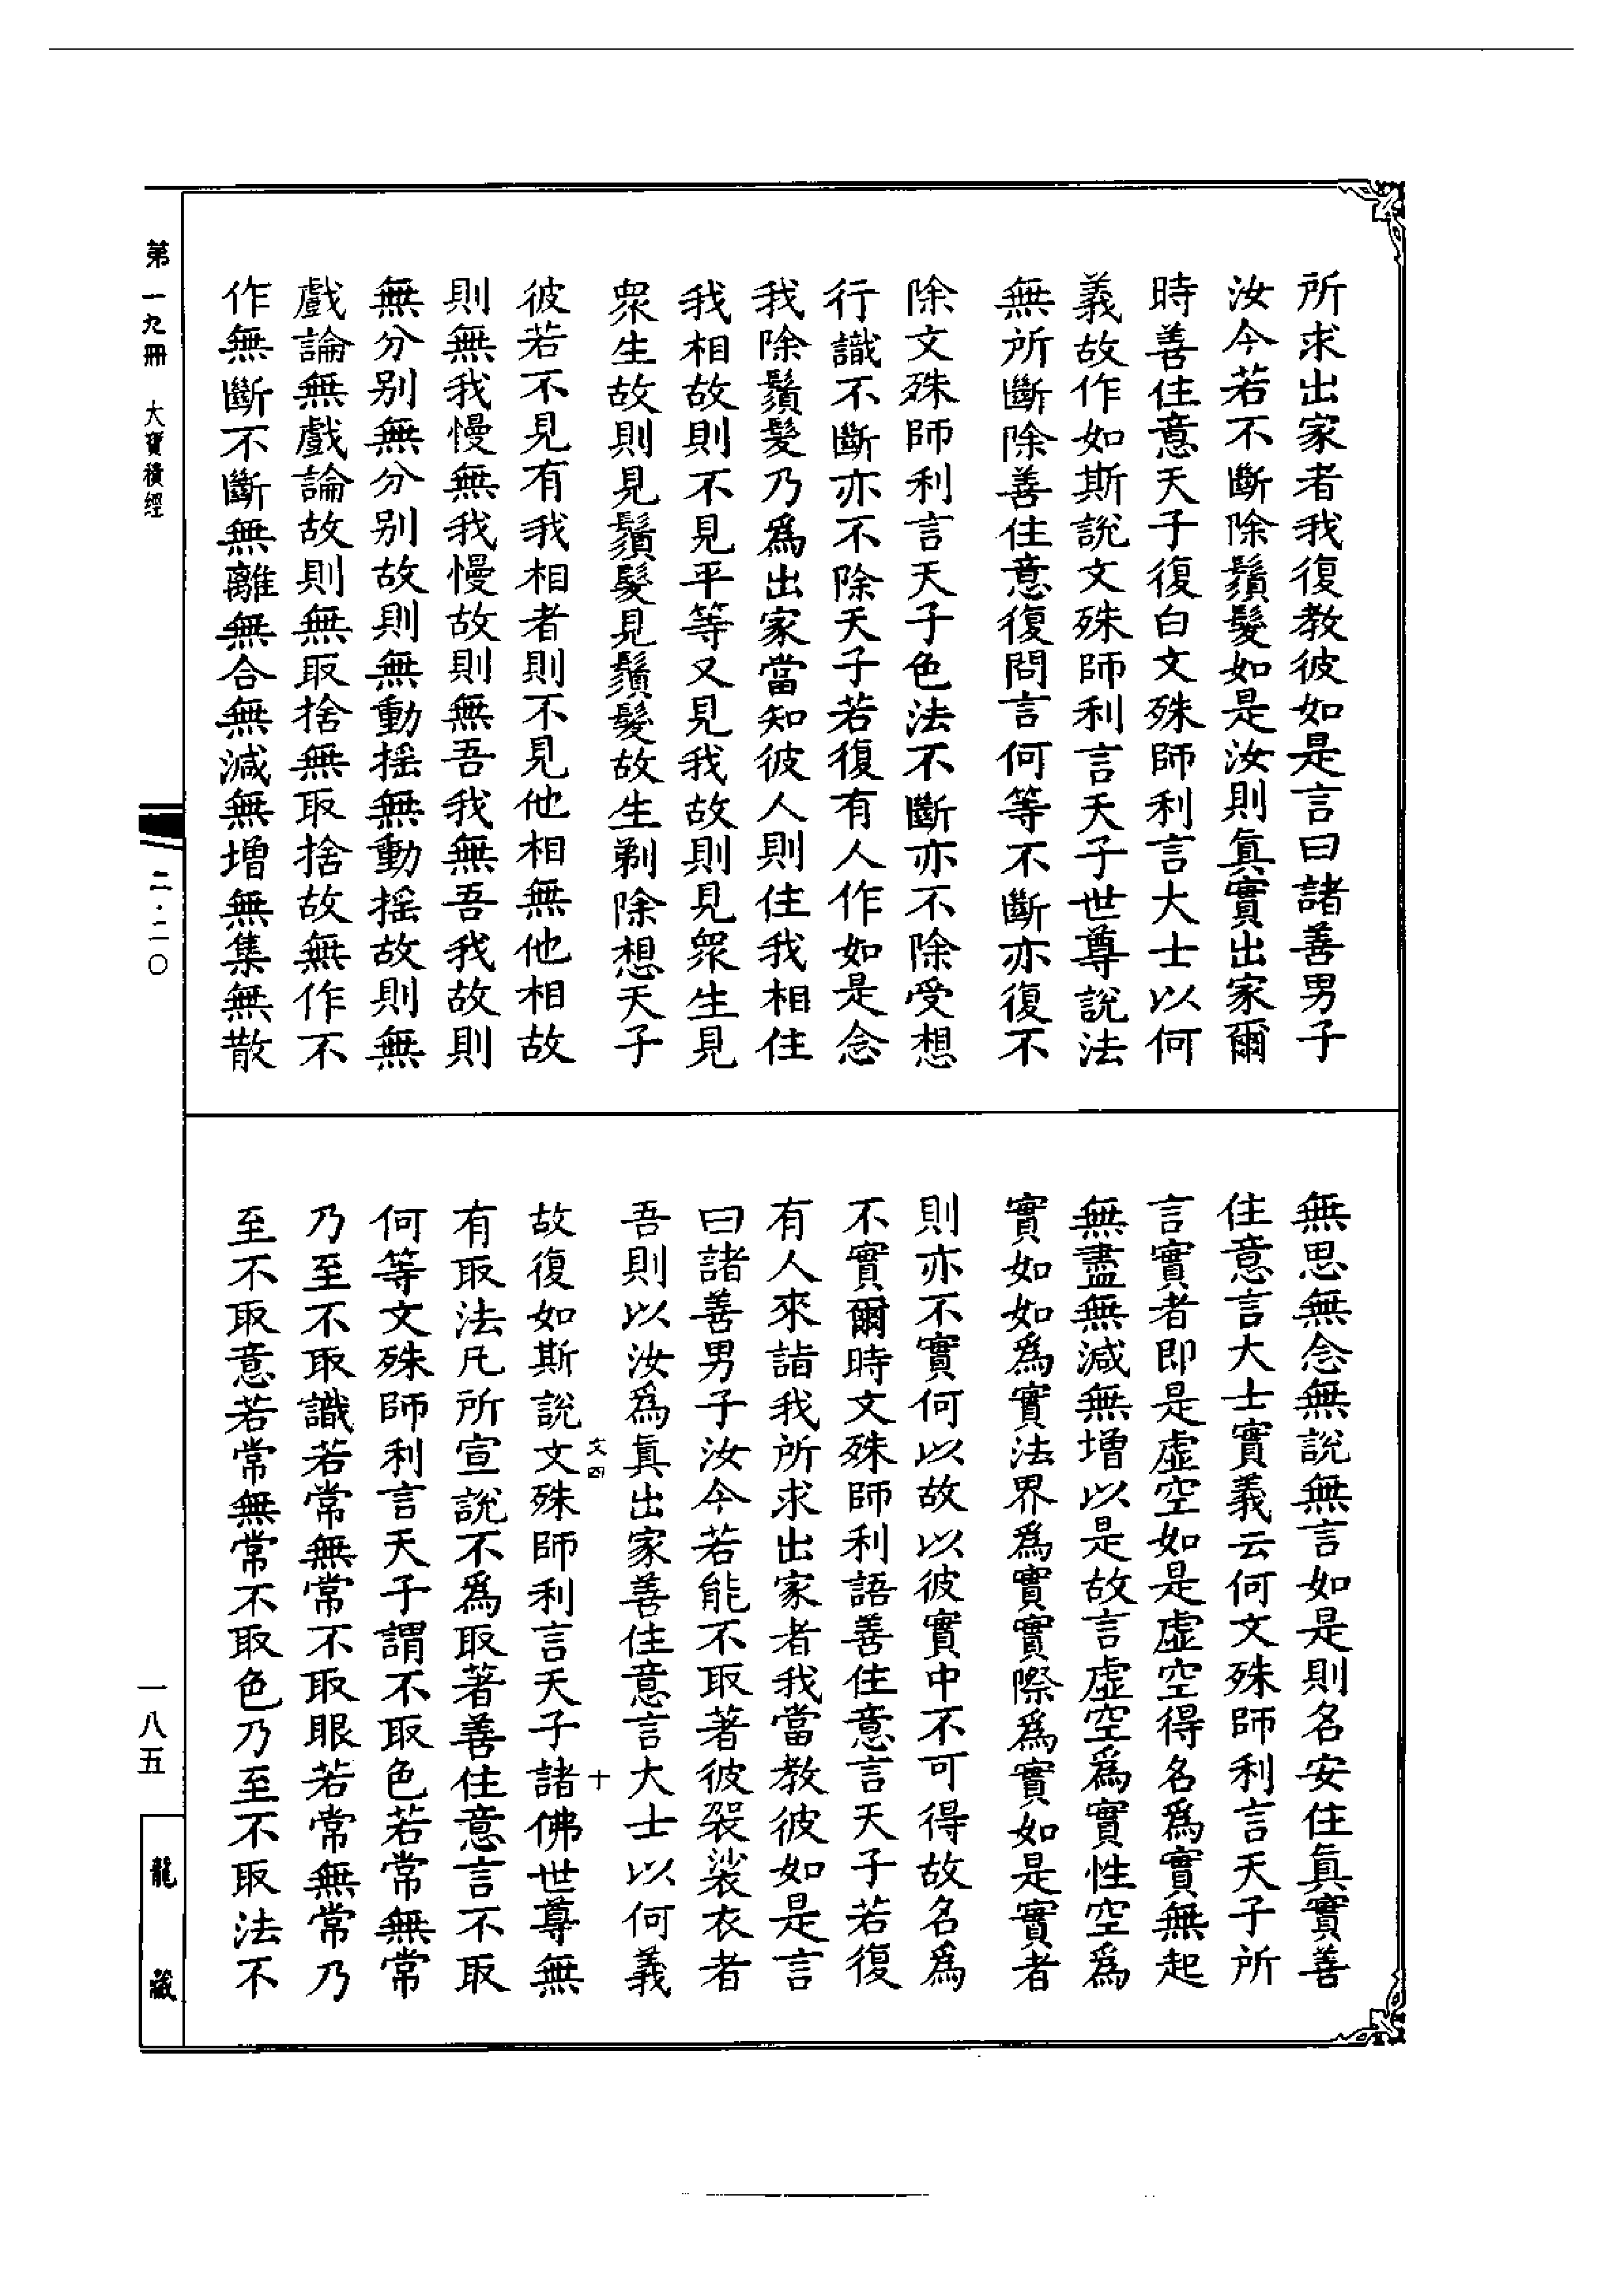 所求出家者我復教彼如是言曰諸善男子
汝今若不斷除鬚髮如是汝則眞實出家爾
時善住意天子復白文殊師利言大士以何
義故作如斯說文殊師利言天子世尊說法
無所斷除善住意復問言何等不斷亦復不
除文殊師利言天子色法不斷亦不除受想
行識不斷亦不除天子若復有人作如是念
我除鬚髮乃爲出家當知彼人則住我相住
我相故則不見平等又見我故則見衆生見
衆生故則見鬚髮見鬚髮故生剃除想天子
彼若不見有我相者則不見他相無他相故
則無我慢無我慢故則無吾我無吾我故則
無分别無分别故則無動揺無動揺故則無
戲論無戲論故則無取捨無取捨故無作不
作無斷不斷無離無合無減無增無集無散
無思無念無說無言如是則名安住眞實善
住意言大士實義云何文殊師利言天子所
言實者即是虛空如是虛空得名爲實無起
無盡無減無增以是故言虛空爲實性空爲
實如如爲實法界爲實實際爲實如是實者
則亦不實何以故以彼實中不可得故名爲
不實爾時文殊師利語善住意言天子若復
有人來詣我所求出家者我當教彼如是言
曰諸善男子汝今若能不取著彼袈裟衣者
吾則以汝爲眞出家善住意言大士以何義
文四 十
故復如斯說文殊師利言天子諸佛世尊無
有取法凡所宣說不爲取著善住意言不取
何等文殊師利言天子謂不取色若常無常
乃至不取識若常無常不取眼若常無常乃
至不取意若常無常不取色乃至不取法不
第一九冊 大寶積經
二·二〇
一八五
龍藏